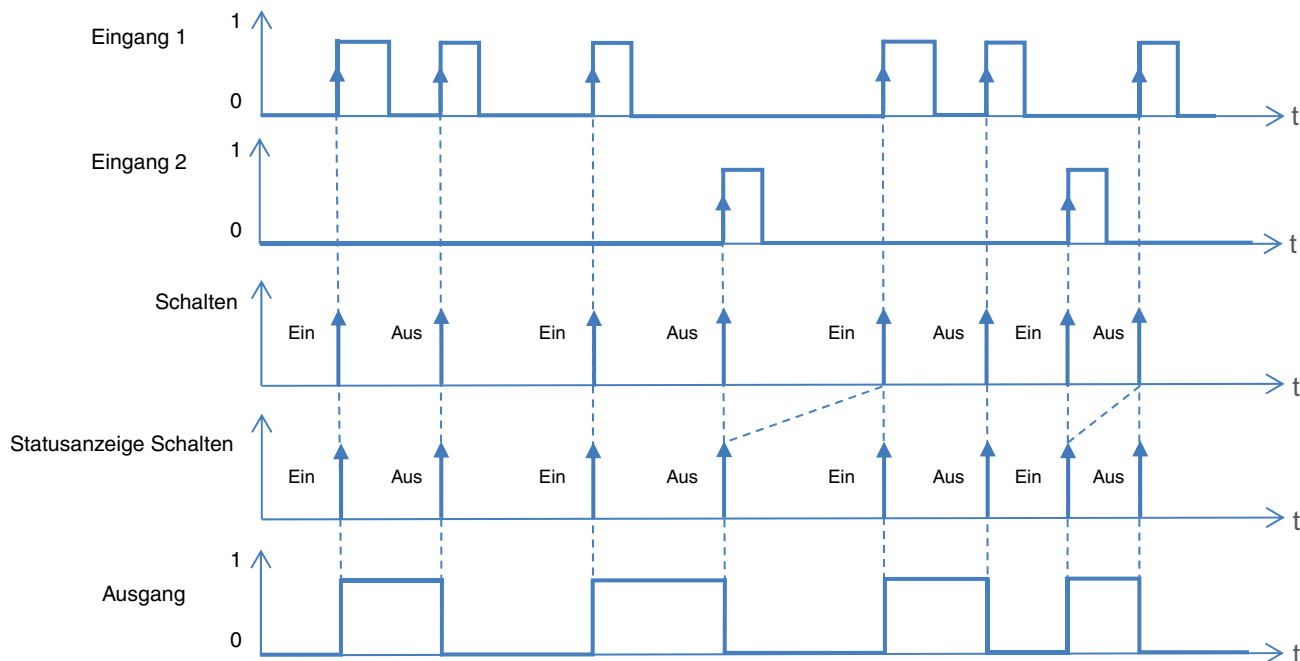 1
Eingang 1
0
t
1
Eingang 2
0
t
Schalten
Ein Aus Ein Aus Ein Aus Ein Aus
t
Statusanzeige Schalten
Ein Aus Ein Aus Ein Aus Ein Aus
t
1
Ausgang
0
t